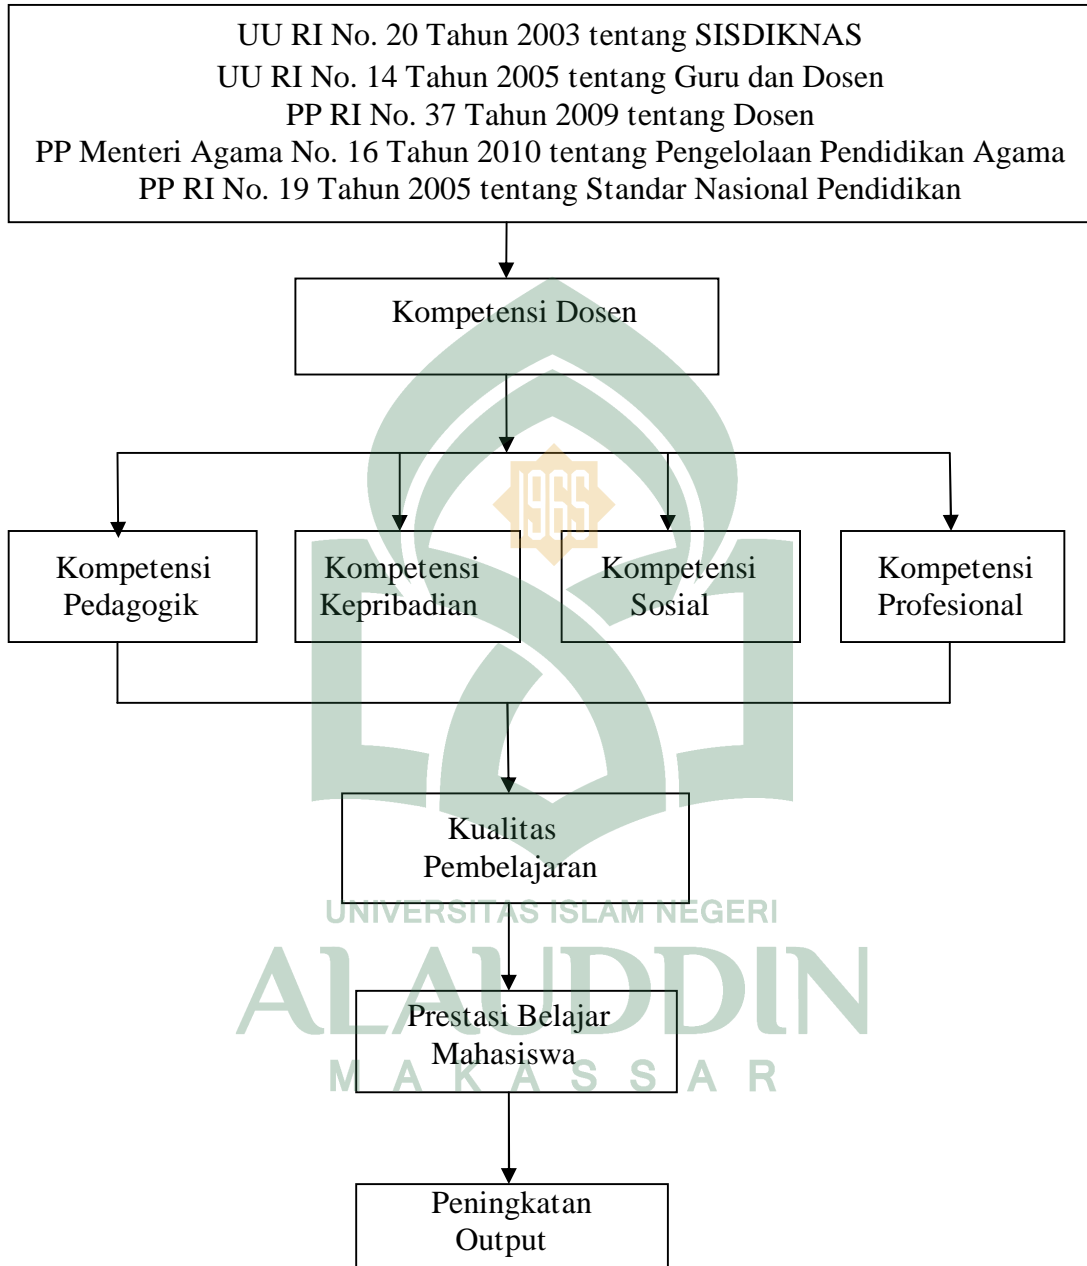 UU RI No. 20 Tahun 2003 tentang SISDIKNAS
UU RI No. 14 Tahun 2005 tentang Guru dan Dosen
PP RI No. 37 Tahun 2009 tentang Dosen
PP Menteri Agama No. 16 Tahun 2010 tentang Pengelolaan Pendidikan Agama
PP RI No. 19 Tahun 2005 tentang Standar Nasional Pendidikan
Kompetensi Dosen
1965
Kompetensi
Pedagogik
Kompetensi
Kepribadian
Kompetensi
Sosial
Kompetensi
Profesional
Kualitas
Pembelajaran
UNIVERSITAS ISLAM NEGERI
ALAUDDIN
Prestasi Belajar
Mahasiswa
MAKASSAR
Peningkatan
Output